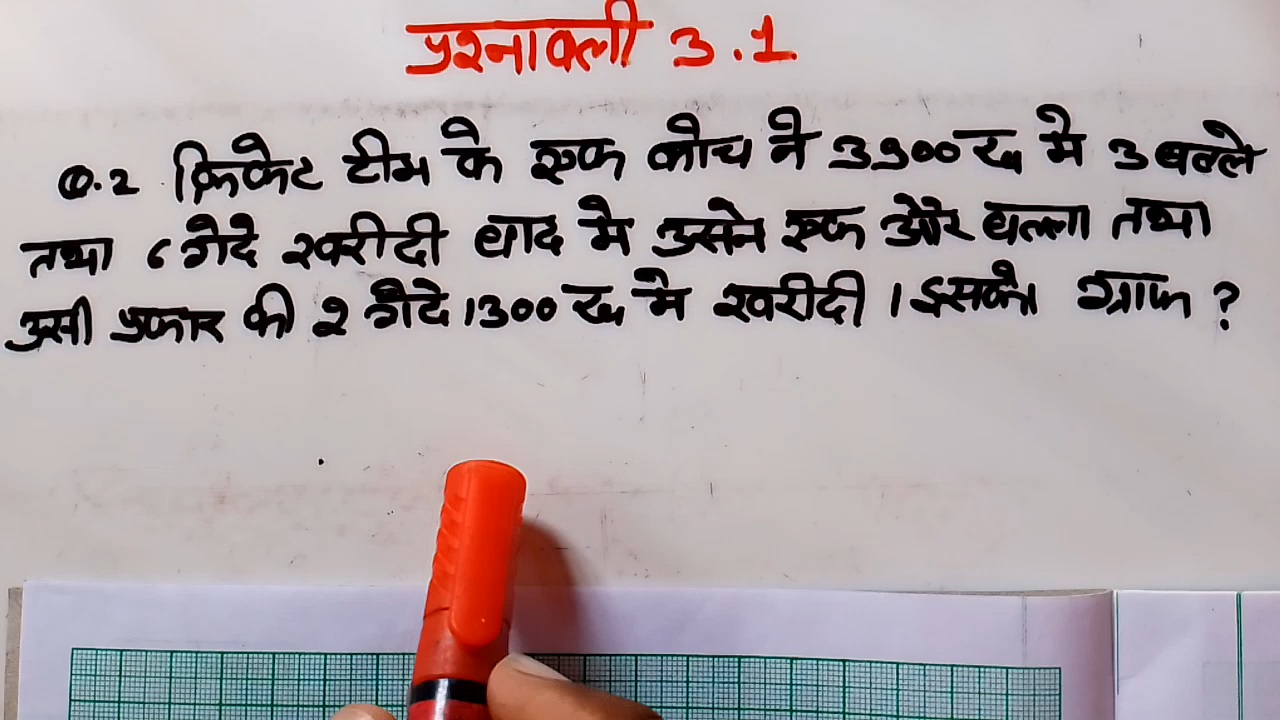 प्रश्नावली 3.1
Q.2 क्रिकेट टीम के एक कोच ने 3900 रु मे 3 बल्ले
तथा 6 गेंदे खरीदी बाद मे उसने एक और बल्ला तथा
उसी प्रकार की 2 गेंदे 1300 रु मे खरीदी । इसको ग्राफ ?